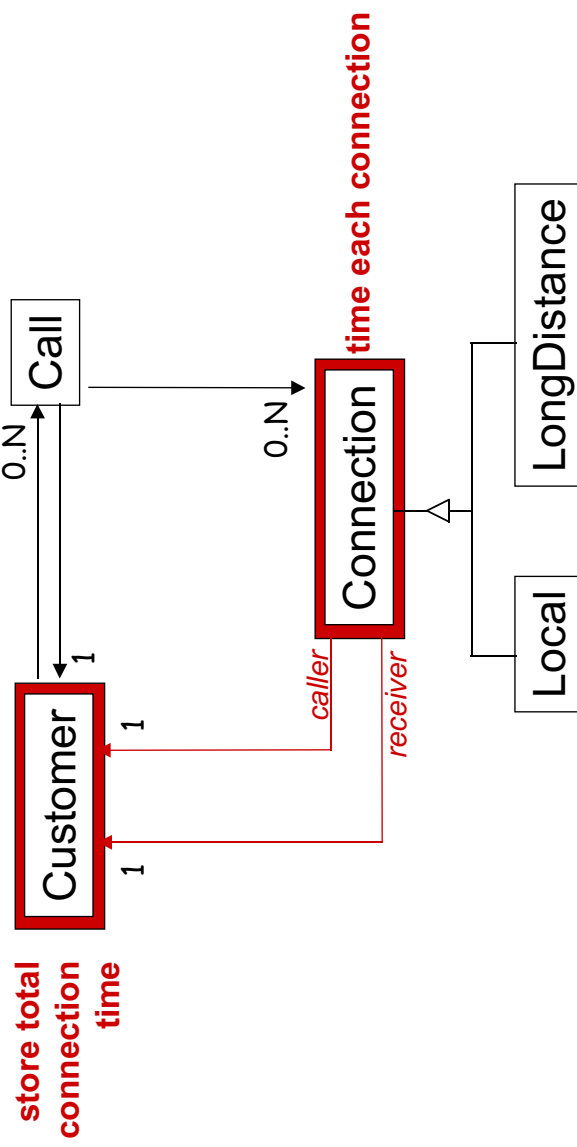 store total
connection
time
Customer
0..N
Call
1
1
1
0..N
caller
receiver
Connection
time each connection
Local
LongDistance